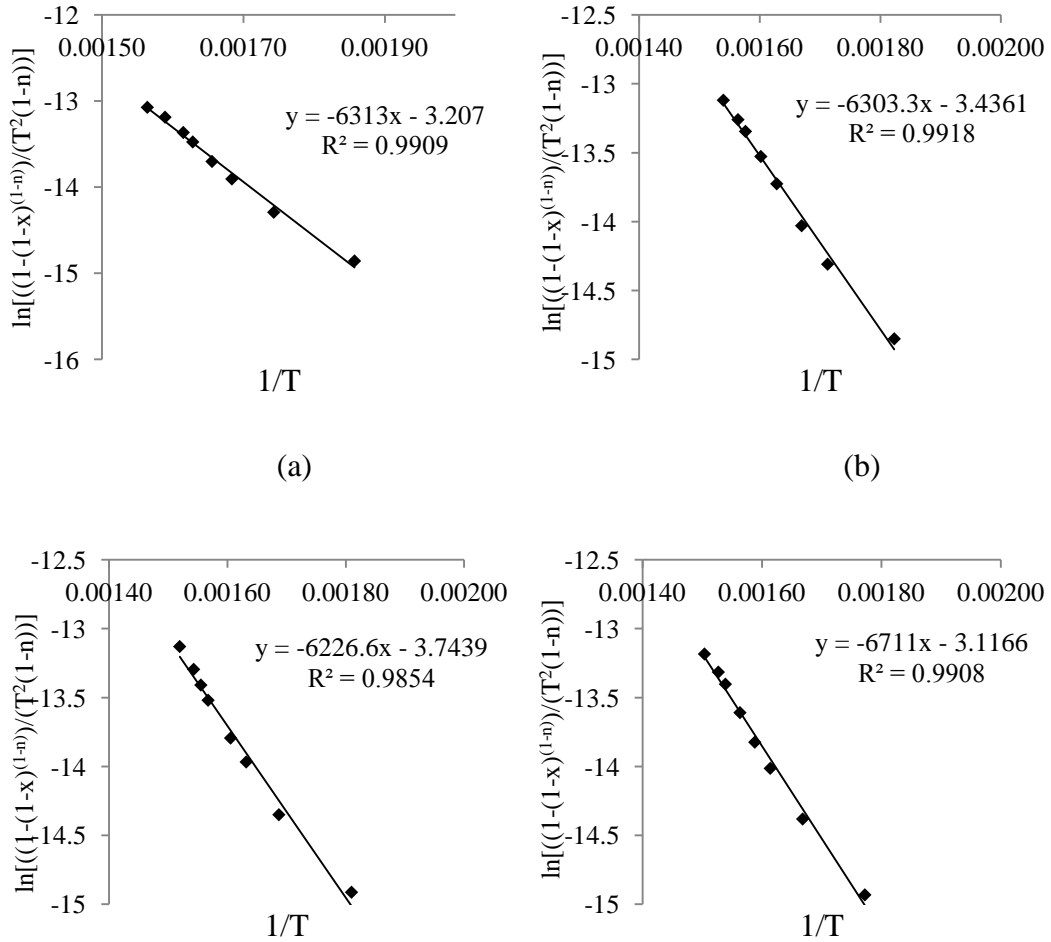 -12
0.00150 0.00170 0.00190
-13
y = -6313x - 3.207
R² = 0.9909
-14
-15
-16
ln[((1-(1-x)^(1-n))/(T²(1-n))]
1/T
(a)
-12.5
0.00140 0.00160 0.00180 0.00200
-13
y = -6303.3x - 3.4361
R² = 0.9918
-13.5
-14
-14.5
-15
ln[((1-(1-x)^(1-n))/(T²(1-n))]
1/T
(b)
-12.5
0.00140 0.00160 0.00180 0.00200
-13
y = -6226.6x - 3.7439
R² = 0.9854
-13.5
-14
-14.5
-15
ln[((1-(1-x)^(1-n))/(T²(1-n))]
1/T
-12.5
0.00140 0.00160 0.00180 0.00200
-13
y = -6711x - 3.1166
R² = 0.9908
-13.5
-14
-14.5
-15
ln[((1-(1-x)^(1-n))/(T²(1-n))]
1/T